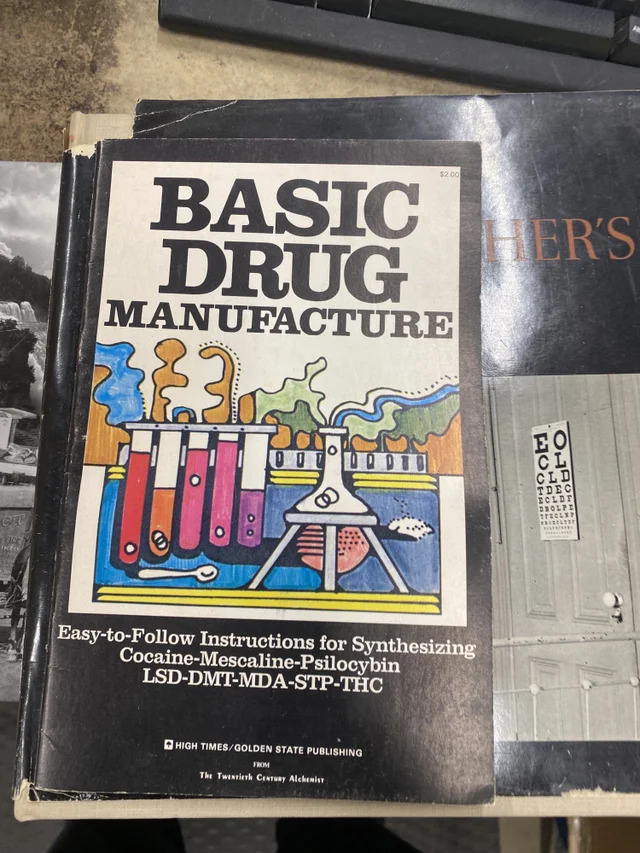 $2.00
BASIC
DRUG
MANUFACTURE
Easy-to-Follow Instructions for Synthesizing
Cocaine-Mescaline-Psilocybin
LSD-DMT-MDA-STP-THC
HIGH TIMES/GOLDEN STATE PUBLISHING
FROM
The Twentieth Century Alchemist
HER'S